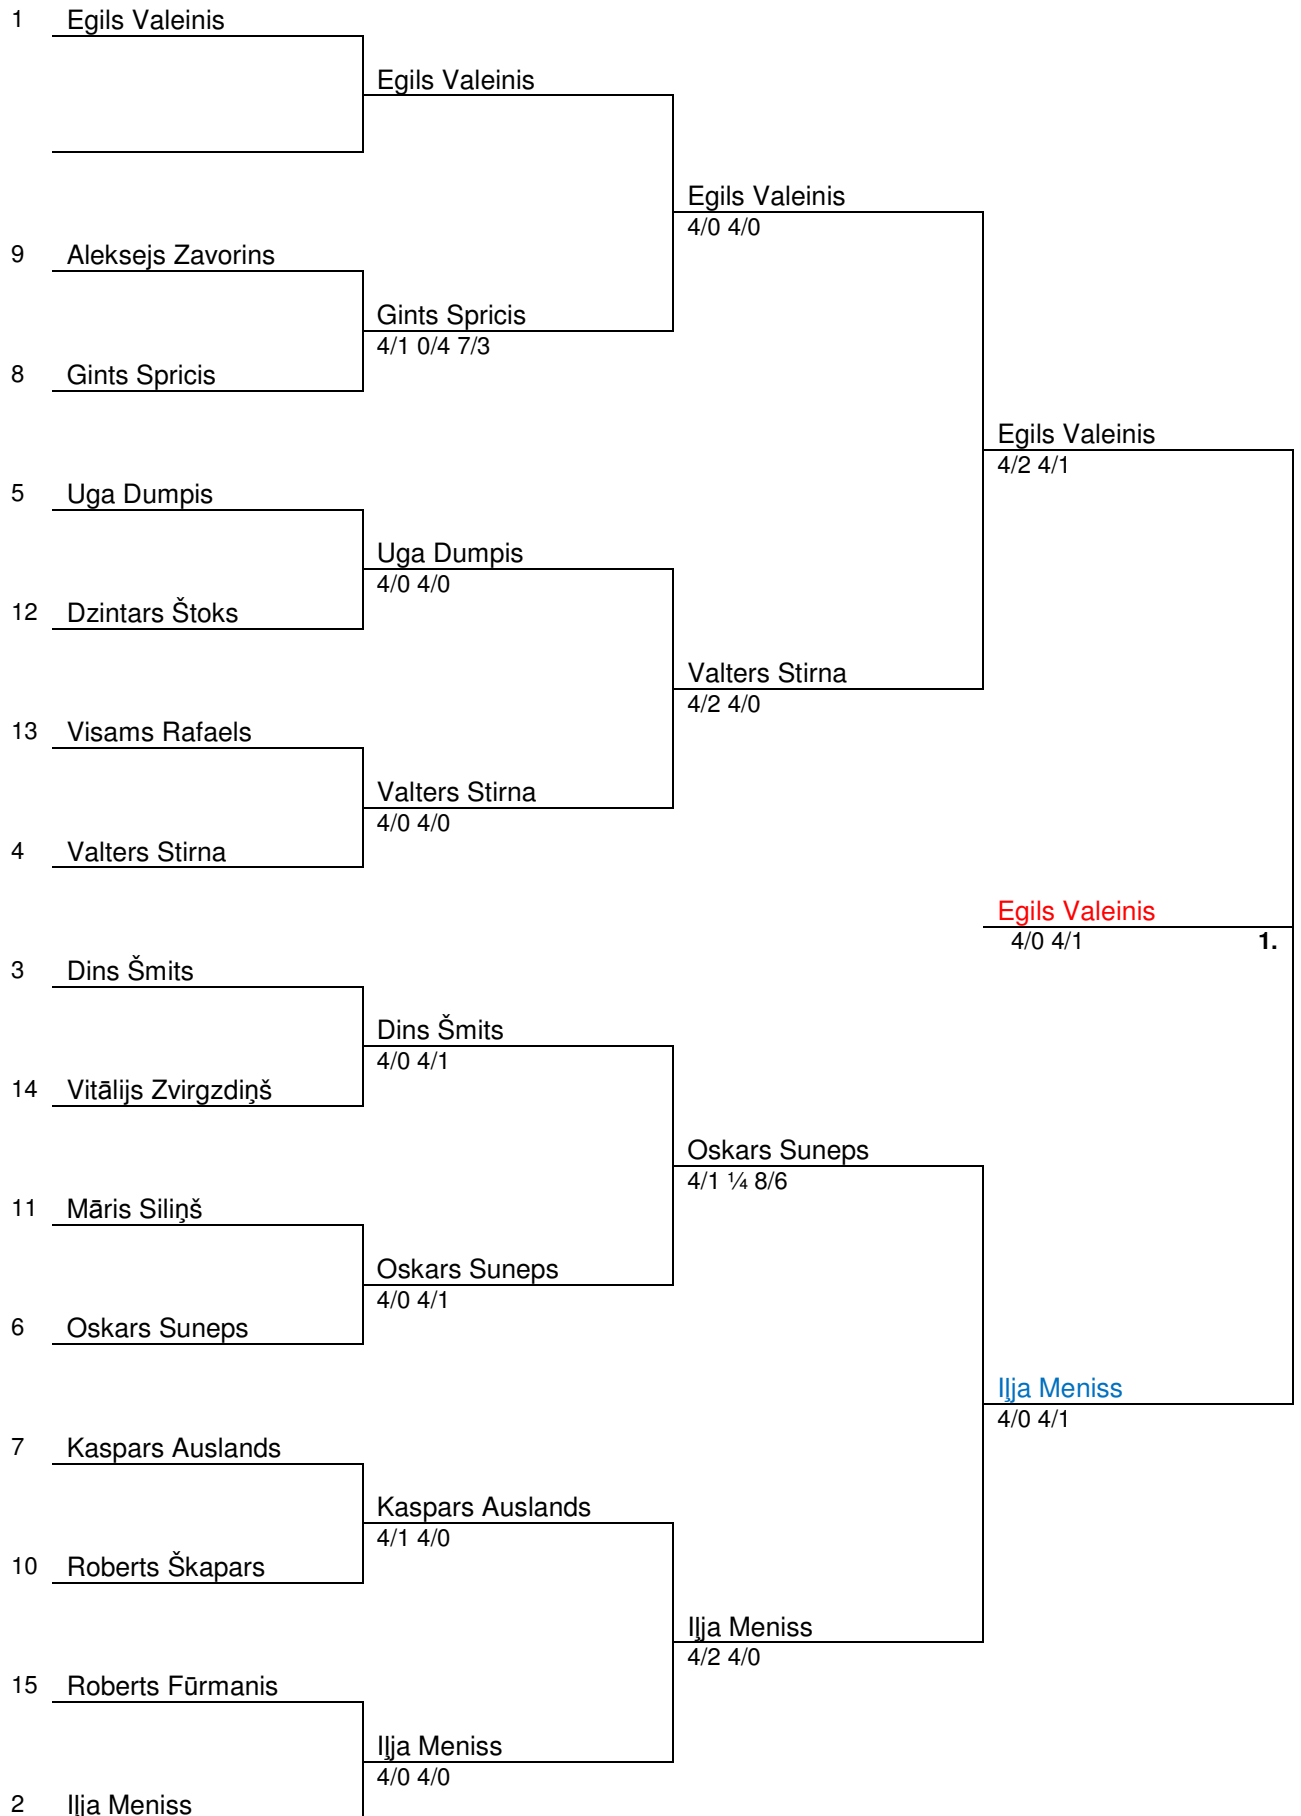 1 Egils Valeinis
Egils Valeinis
Egils Valeinis
4/0 4/0
9 Aleksejs Zavorins
Gints Spricis
4/1 0/4 7/3
8 Gints Spricis
Egils Valeinis
4/2 4/1
5 Uga Dumpis
Uga Dumpis
4/0 4/0
12 Dzintars Štoks
Valters Stirna
4/2 4/0
13 Visams Rafaels
Valters Stirna
4/0 4/0
4 Valters Stirna
Egils Valeinis
4/0 4/1 1.
3 Dins Šmits
Dins Šmits
4/0 4/1
14 Vitālijs Zvirgzdiņš
Oskars Suneps
4/1 ¼ 8/6
11 Māris Siliņš
Oskars Suneps
4/0 4/1
6 Oskars Suneps
Iļja Meniss
4/0 4/1
7 Kaspars Auslands
Kaspars Auslands
4/1 4/0
10 Roberts Škapars
Iļja Meniss
4/2 4/0
15 Roberts Fūrmanis
Iļja Meniss
4/0 4/0
2 Iļja Meniss